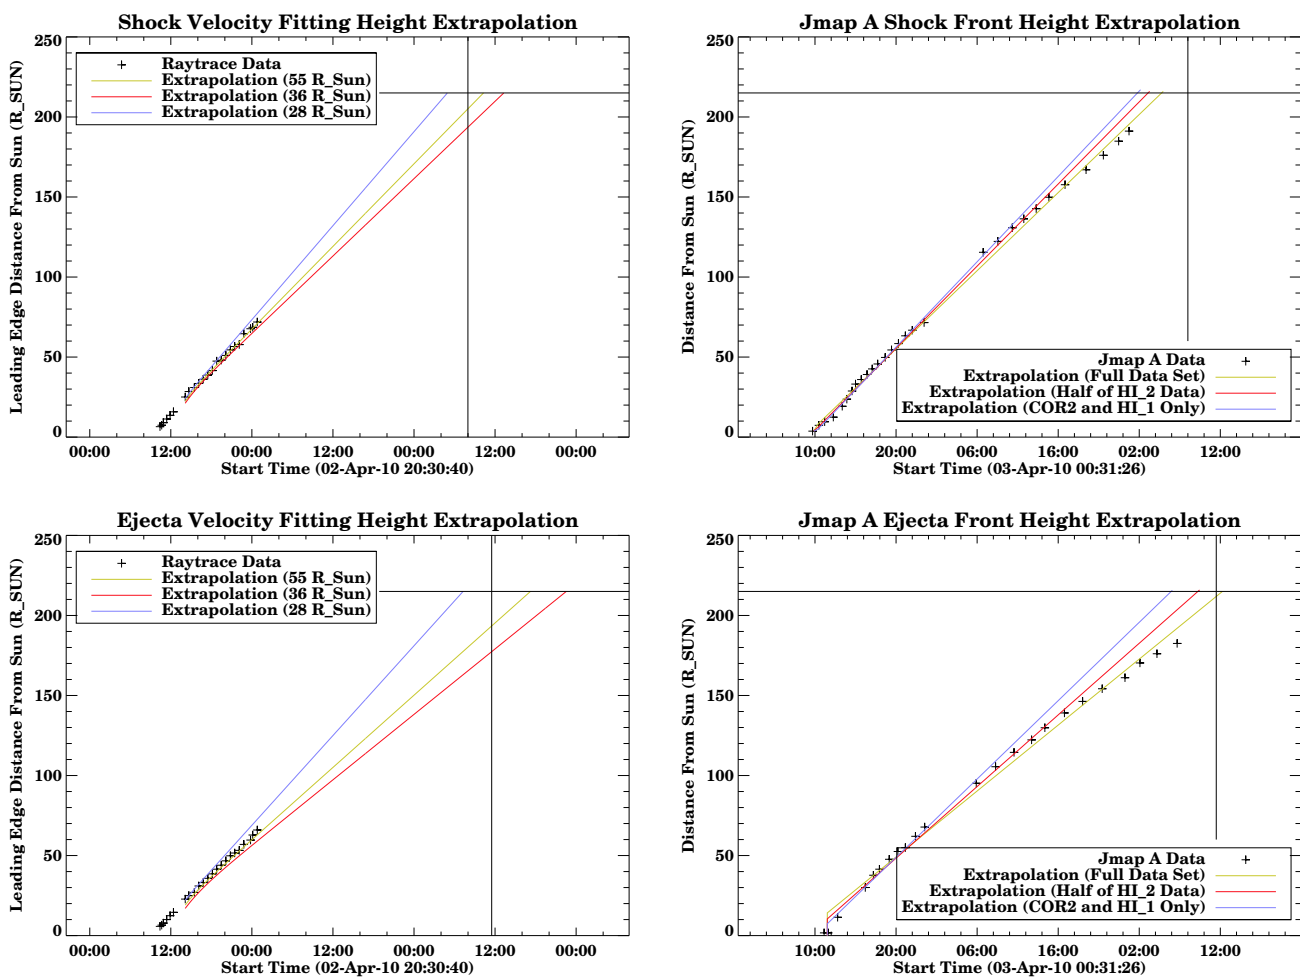 Shock Velocity Fitting Height Extrapolation
250
200
150
100
50
0
Leading Edge Distance From Sun (R_SUN)
Raytrace Data
Extrapolation (55 R_Sun)
Extrapolation (36 R_Sun)
Extrapolation (28 R_Sun)
00:00 12:00 00:00 12:00 00:00 12:00 00:00
Start Time (02-Apr-10 20:30:40)
Jmap A Shock Front Height Extrapolation
250
200
150
100
50
0
Distance From Sun (R_SUN)
Jmap A Data
Extrapolation (Full Data Set)
Extrapolation (Half of HI_2 Data)
Extrapolation (COR2 and HI_1 Only)
10:00 20:00 06:00 16:00 02:00 12:00
Start Time (03-Apr-10 00:31:26)
Ejecta Velocity Fitting Height Extrapolation
250
200
150
100
50
0
Leading Edge Distance From Sun (R_SUN)
Raytrace Data
Extrapolation (55 R_Sun)
Extrapolation (36 R_Sun)
Extrapolation (28 R_Sun)
00:00 12:00 00:00 12:00 00:00 12:00 00:00
Start Time (02-Apr-10 20:30:40)
Jmap A Ejecta Front Height Extrapolation
250
200
150
100
50
0
Distance From Sun (R_SUN)
Jmap A Data
Extrapolation (Full Data Set)
Extrapolation (Half of HI_2 Data)
Extrapolation (COR2 and HI_1 Only)
10:00 20:00 06:00 16:00 02:00 12:00
Start Time (03-Apr-10 00:31:26)